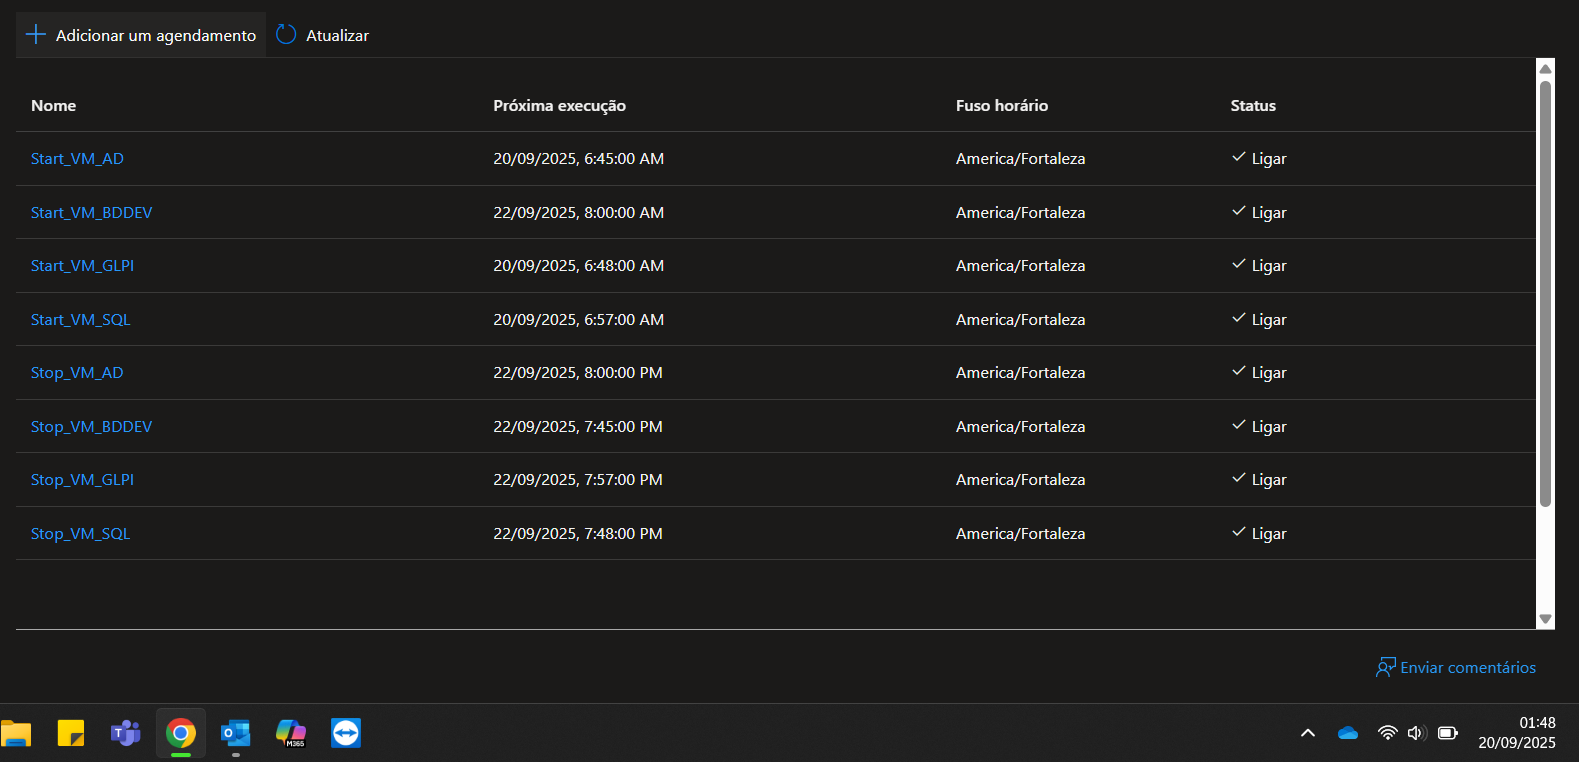 Adicionar um agendamento Atualizar
Nome Próxima execução Fuso horário Status
Start_VM_AD 20/09/2025, 6:45:00 AM America/Fortaleza Ligar
Start_VM_BDDEV 22/09/2025, 8:00:00 AM America/Fortaleza Ligar
Start_VM_GLPI 20/09/2025, 6:48:00 AM America/Fortaleza Ligar
Start_VM_SQL 20/09/2025, 6:57:00 AM America/Fortaleza Ligar
Stop_VM_AD 22/09/2025, 8:00:00 PM America/Fortaleza Ligar
Stop_VM_BDDEV 22/09/2025, 7:45:00 PM America/Fortaleza Ligar
Stop_VM_GLPI 22/09/2025, 7:57:00 PM America/Fortaleza Ligar
Stop_VM_SQL 22/09/2025, 7:48:00 PM America/Fortaleza Ligar
Enviar comentários
T O M365 01:48
20/09/2025